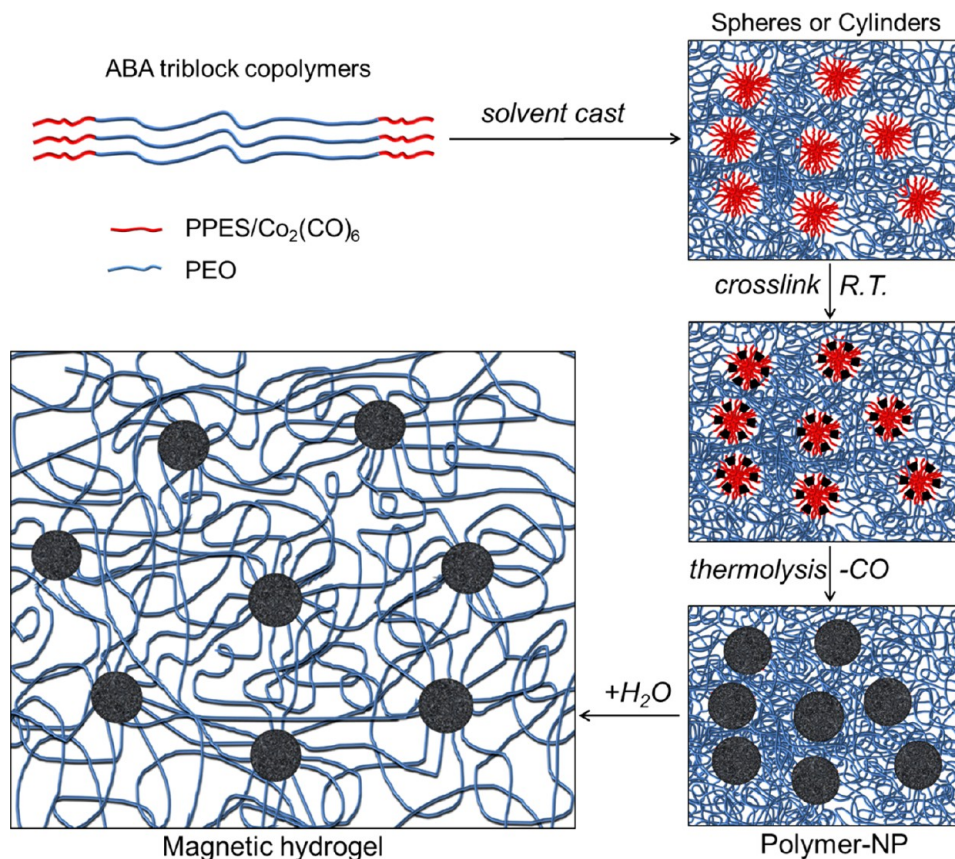 Spheres or Cylinders
ABA triblock copolymers
solvent cast
PPES/Co₂(CO)₆
PEO
crosslink R.T.
thermolysis -CO
+H₂O
Magnetic hydrogel
Polymer-NP